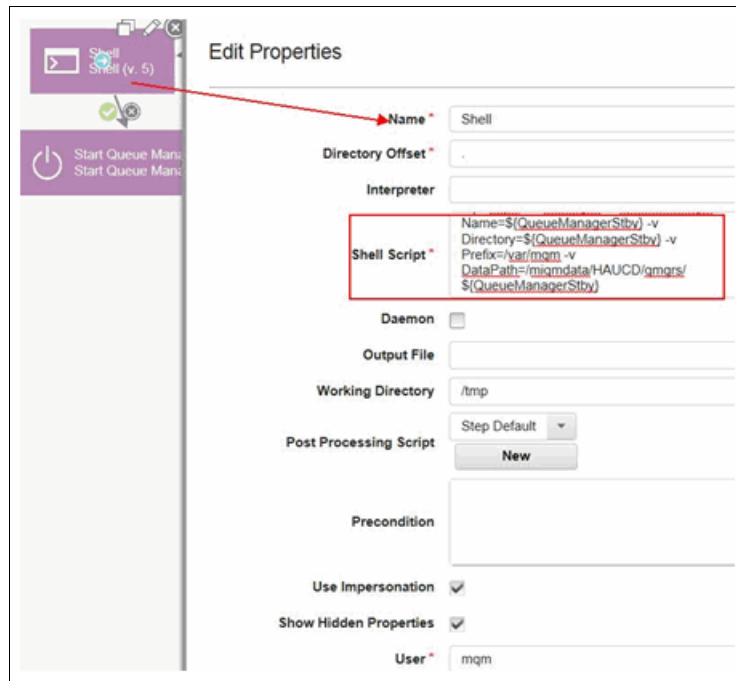 Shell
Shell (v. 5)
Start Queue Mana
Start Queue Mana
Edit Properties
Name *
Shell
Directory Offset *
.
Interpreter
Shell Script *
Name=${QueueManagerStby} -v
Directory=${QueueManagerStby} -v
Prefix=/var/mqm -v
DataPath=/miqmdata/HAUCD/qmgrs/
${QueueManagerStby}
Daemon
Output File
Working Directory
/tmp
Post Processing Script
Step Default
New
Precondition
Use Impersonation
Show Hidden Properties
User *
mqm